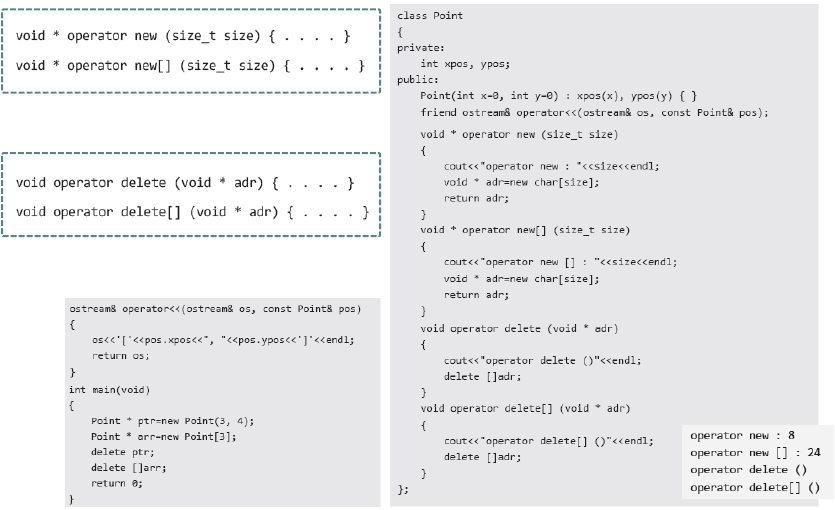 void * operator new (size_t size) { . . . . }
void * operator new[] (size_t size) { . . . . }
void operator delete (void * adr) { . . . . }
void operator delete[] (void * adr) { . . . . }
ostream& operator<<(ostream& os, const Point& pos)
{
os<<'['<<pos.xpos<<", "<<pos.ypos<<']'<<endl;
return os;
}
int main(void)
{
Point * ptr=new Point(3, 4);
Point * arr=new Point[3];
delete ptr;
delete []arr;
return 0;
}
class Point
{
private:
int xpos, ypos;
public:
Point(int x=0, int y=0) : xpos(x), ypos(y) { }
friend ostream& operator<<(ostream& os, const Point& pos);
void * operator new (size_t size)
{
cout<<"operator new : "<<size<<endl;
void * adr=new char[size];
return adr;
}
void * operator new[] (size_t size)
{
cout<<"operator new [] : "<<size<<endl;
void * adr=new char[size];
return adr;
}
void operator delete (void * adr)
{
cout<<"operator delete ()"<<endl;
delete []adr;
}
void operator delete[] (void * adr)
{
cout<<"operator delete[] ()"<<endl;
delete []adr;
}
};
operator new : 8
operator new [] : 24
operator delete ()
operator delete[] ()